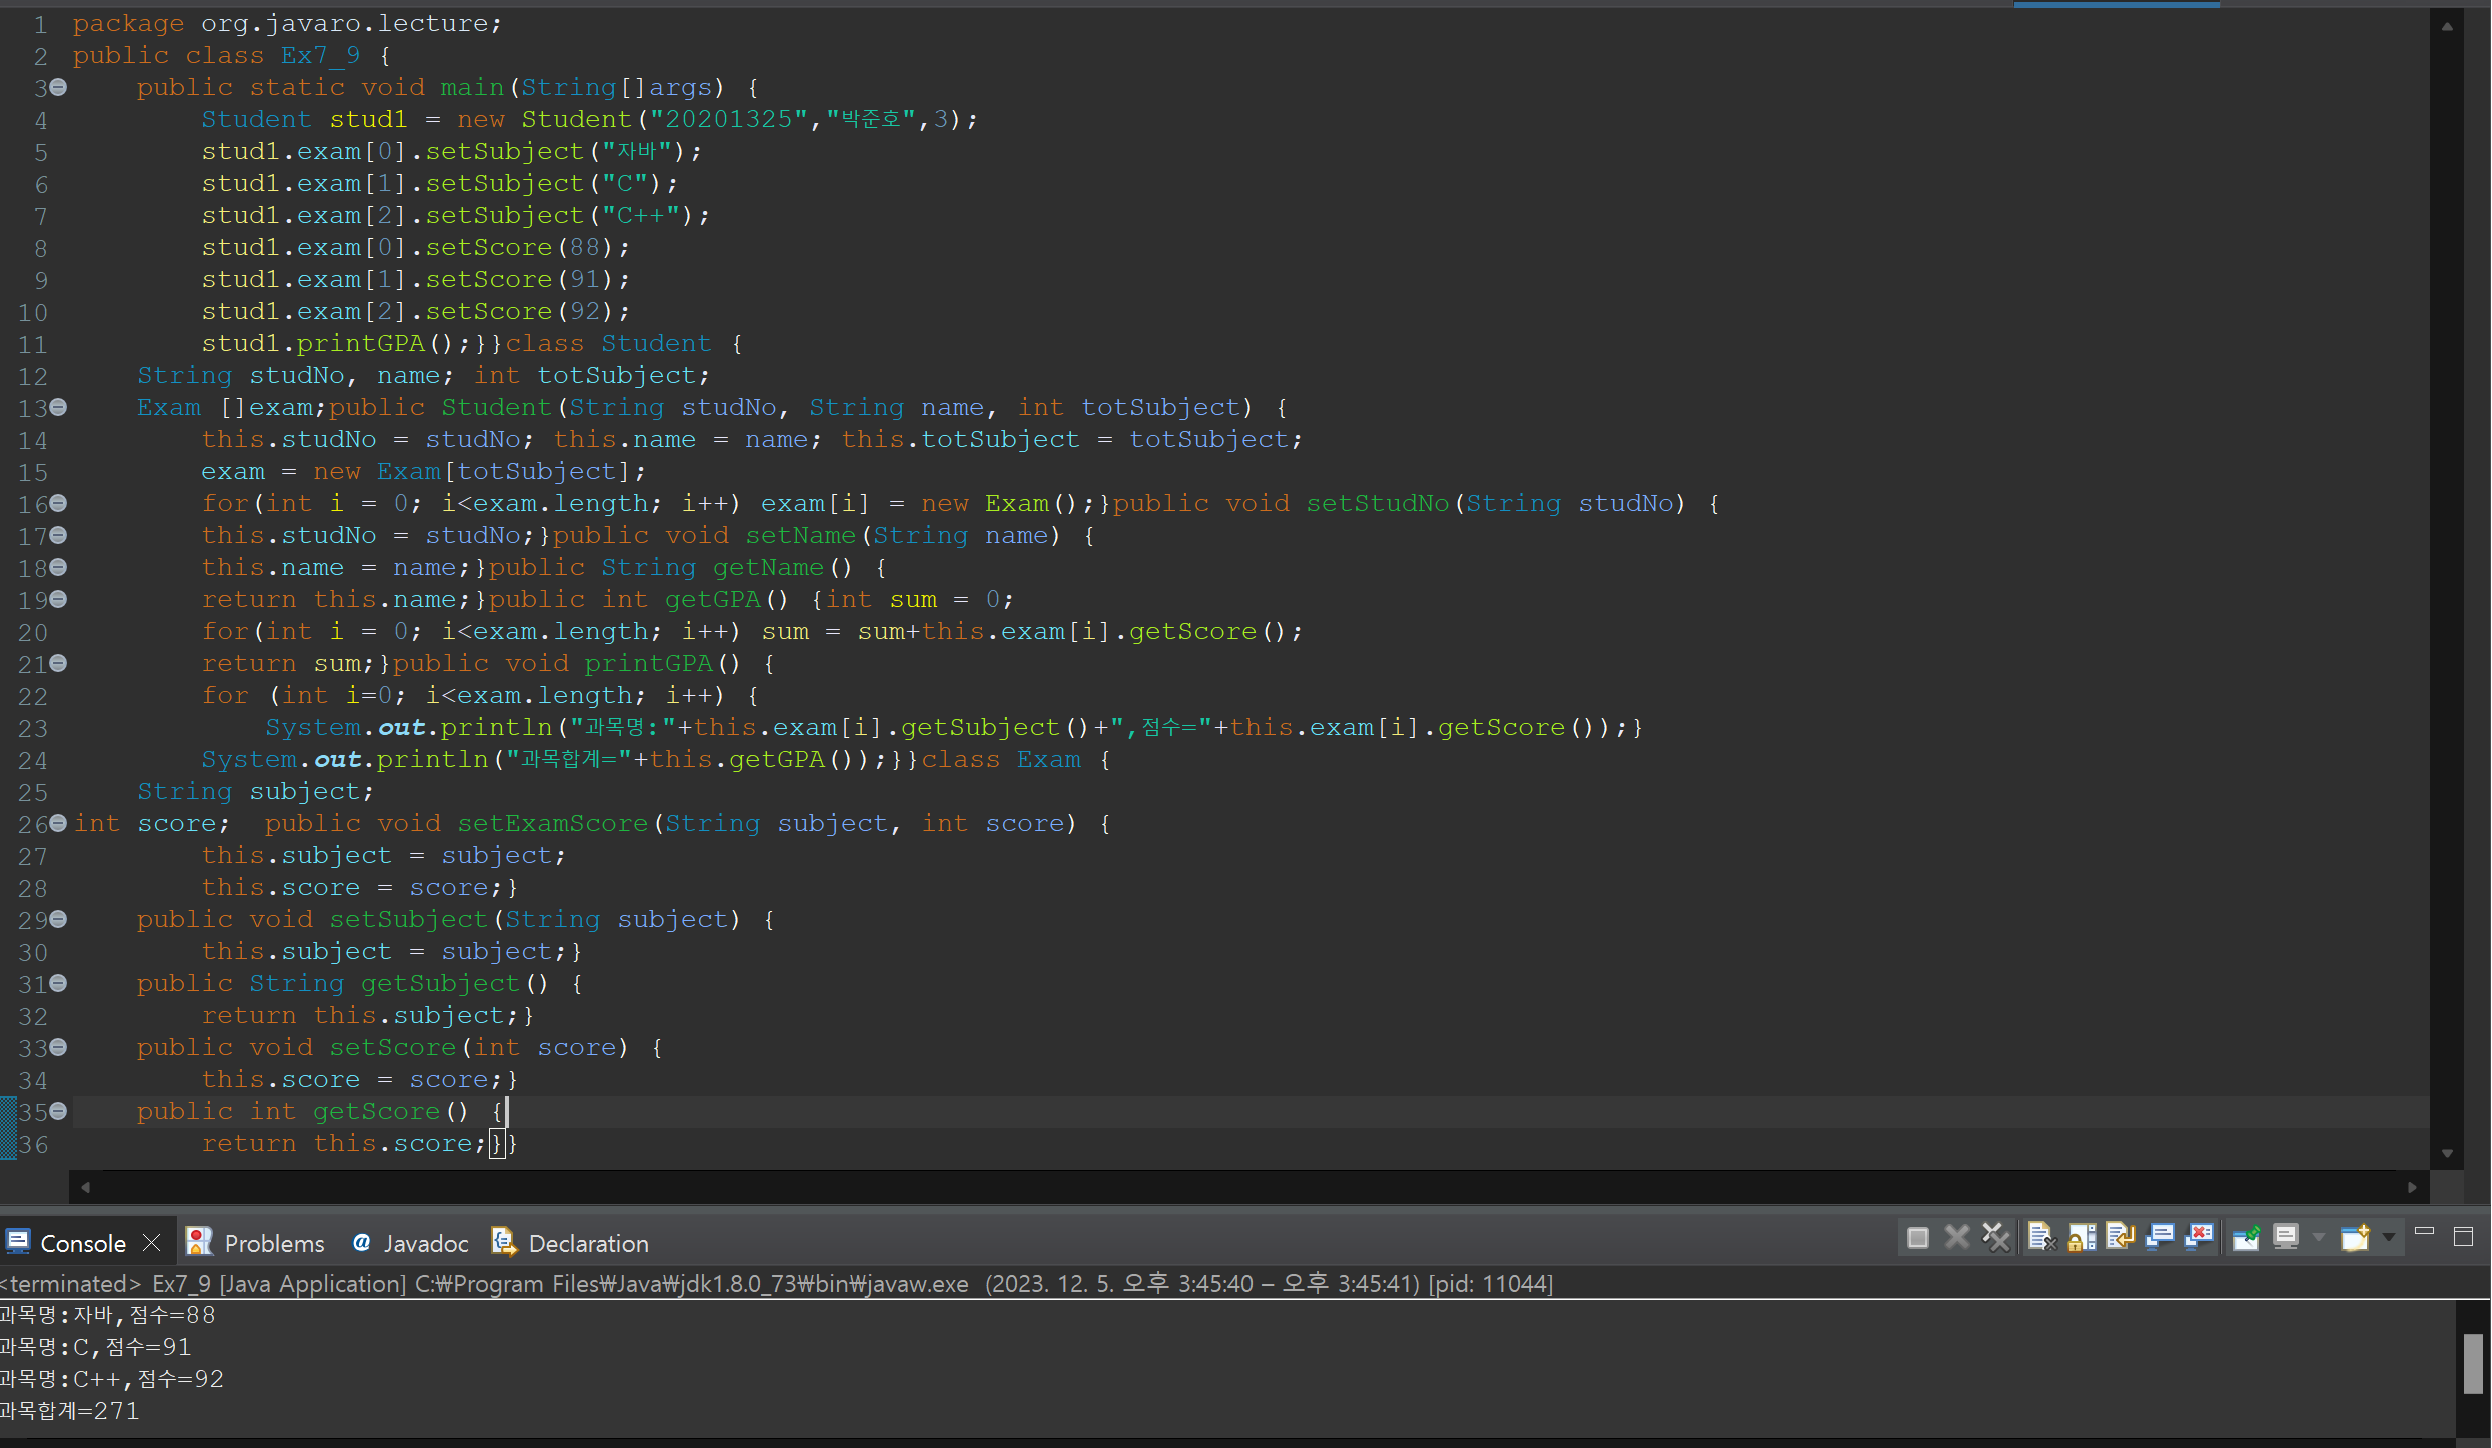 1 package org.javaro.lecture;
2 public class Ex7_9 {
3     public static void main(String[]args) {
4         Student stud1 = new Student("20201325","박준호",3);
5         stud1.exam[0].setSubject("자바");
6         stud1.exam[1].setSubject("C");
7         stud1.exam[2].setSubject("C++");
8         stud1.exam[0].setScore(88);
9         stud1.exam[1].setScore(91);
10         stud1.exam[2].setScore(92);
11         stud1.printGPA();}}class Student {
12     String studNo, name; int totSubject;
13     Exam []exam;public Student(String studNo, String name, int totSubject) {
14         this.studNo = studNo; this.name = name; this.totSubject = totSubject;
15         exam = new Exam[totSubject];
16         for(int i = 0; i<exam.length; i++) exam[i] = new Exam();}public void setStudNo(String studNo) {
17         this.studNo = studNo;}public void setName(String name) {
18         this.name = name;}public String getName() {
19         return this.name;}public int getGPA() {int sum = 0;
20         for(int i = 0; i<exam.length; i++) sum = sum+this.exam[i].getScore();
21         return sum;}public void printGPA() {
22         for (int i=0; i<exam.length; i++) {
23             System.out.println("과목명:"+this.exam[i].getSubject()+",점수="+this.exam[i].getScore());}
24         System.out.println("과목합계="+this.getGPA());}}class Exam {
25     String subject;
26 int score;  public void setExamScore(String subject, int score) {
27         this.subject = subject;
28         this.score = score;}
29     public void setSubject(String subject) {
30         this.subject = subject;}
31     public String getSubject() {
32         return this.subject;}
33     public void setScore(int score) {
34         this.score = score;}
35     public int getScore() {
36         return this.score;}}
Console Problems @ Javadoc Declaration
<terminated> Ex7_9 [Java Application] C:₩Program Files₩Java₩jdk1.8.0_73₩bin₩javaw.exe  (2023. 12. 5. 오후 3:45:40 – 오후 3:45:41) [pid: 11044]
과목명:자바,점수=88
과목명:C,점수=91
과목명:C++,점수=92
과목합계=271